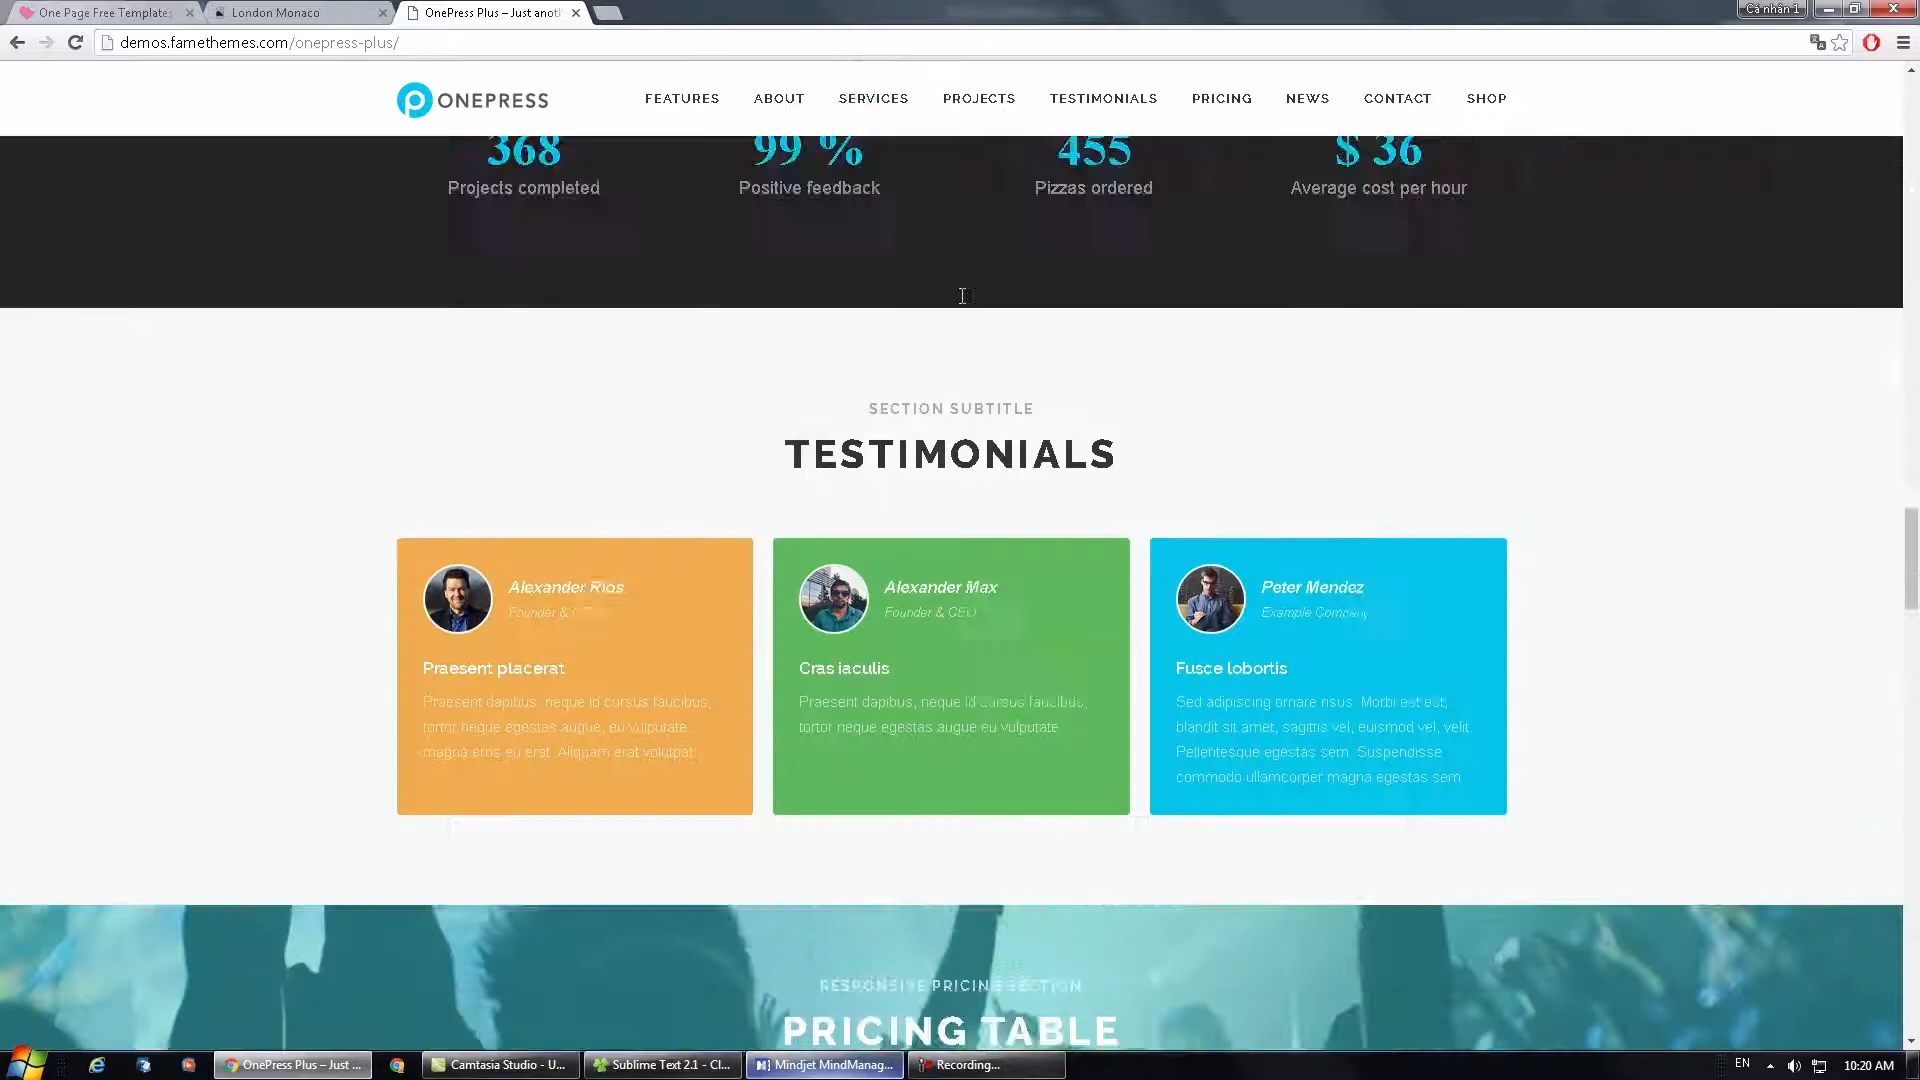 One Page Free Templates
London Monaco
OnePress Plus – Just anoth
Cá nhân 1
demos.famethemes.com/onepress-plus/
ONEPRESS
FEATURES ABOUT SERVICES PROJECTS TESTIMONIALS PRICING NEWS CONTACT SHOP
368 99 % 455 $ 36
Projects completed Positive feedback Pizzas ordered Average cost per hour
SECTION SUBTITLE
TESTIMONIALS
Alexander Rios
Founder &
Praesent placerat
Praesent dapibus, neque id cursus faucibus,
tortor neque egestas augue, eu vulputate
magna eros eu erat. Aliquam erat volutpat.
Alexander Max
Founder & CEO
Cras iaculis
Praesent dapibus, neque id cursus faucibus,
tortor neque egestas augue eu vulputate
Peter Mendez
Example Company
Fusce lobortis
Sed adipiscing ornare risus. Morbi est est,
blandit sit amet, sagittis vel, euismod vel, velit.
Pellentesque egestas sem. Suspendisse
commodo ullamcorper magna egestas sem.
RESPONSIVE PRICING SECTION
PRICING TABLE
OnePress Plus – Just ...
Camtasia Studio - U...
Sublime Text 2.1 - Cl...
Mindjet MindManag...
Recording...
EN
10:20 AM